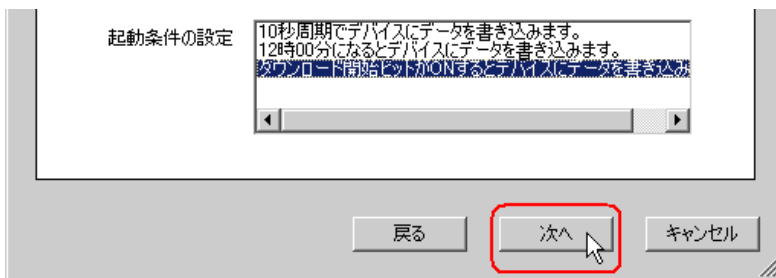 起動条件の設定
10秒周期でデバイスにデータを書き込みます。
12時00分になるとデバイスにデータを書き込みます。
ダウンロード開始ビットがONするとデバイスにデータを書き込み
戻る
次へ
キャンセル